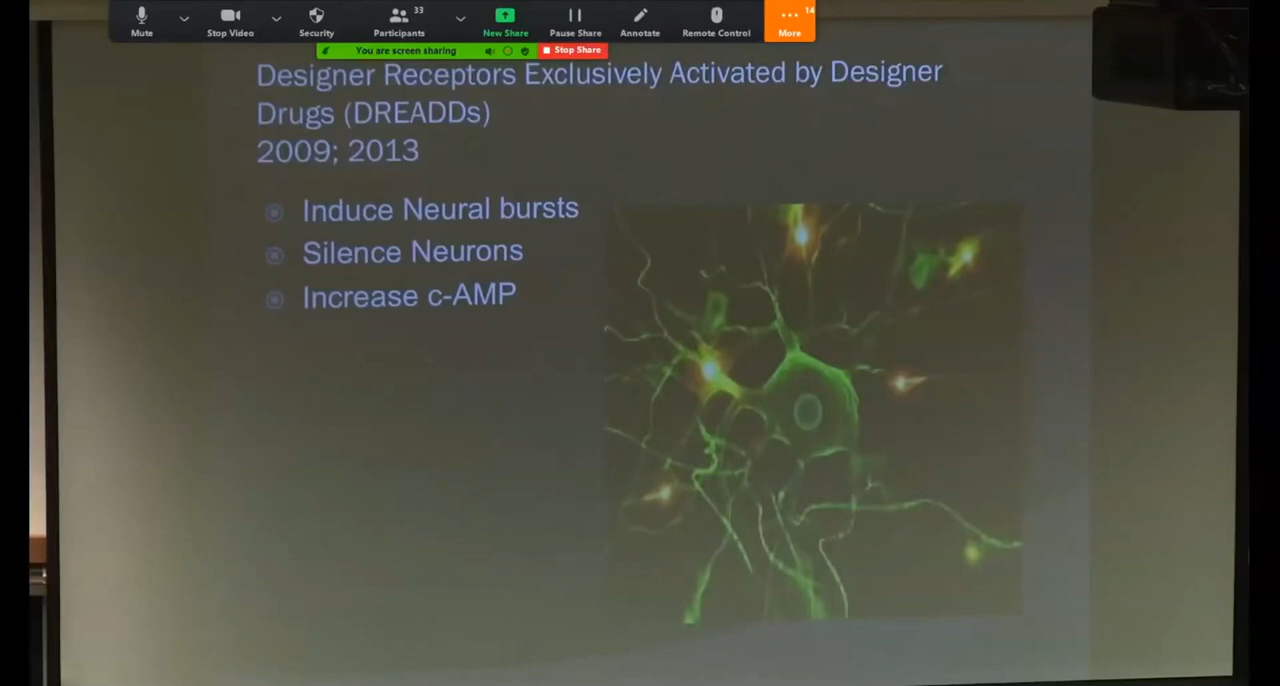 33
14
Mute
Stop Video
Security
Participants
New Share
Pause Share
Annotate
Remote Control
More
You are screen sharing
Stop Share
Designer Receptors Exclusively Activated by Designer
Drugs (DREADDs)
2009; 2013
Induce Neural bursts
Silence Neurons
Increase c-AMP